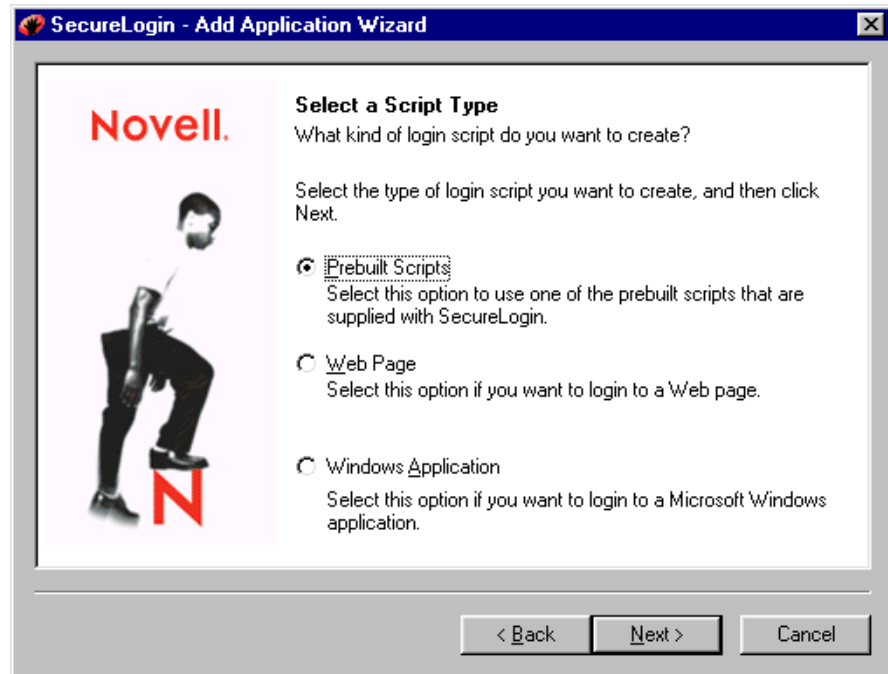 SecureLogin - Add Application Wizard
Novell.
N
Select a Script Type
What kind of login script do you want to create?
Select the type of login script you want to create, and then click
Next.
Prebuilt Scripts
Select this option to use one of the prebuilt scripts that are
supplied with SecureLogin.
Web Page
Select this option if you want to login to a Web page.
Windows Application
Select this option if you want to login to a Microsoft Windows
application.
< Back
Next >
Cancel